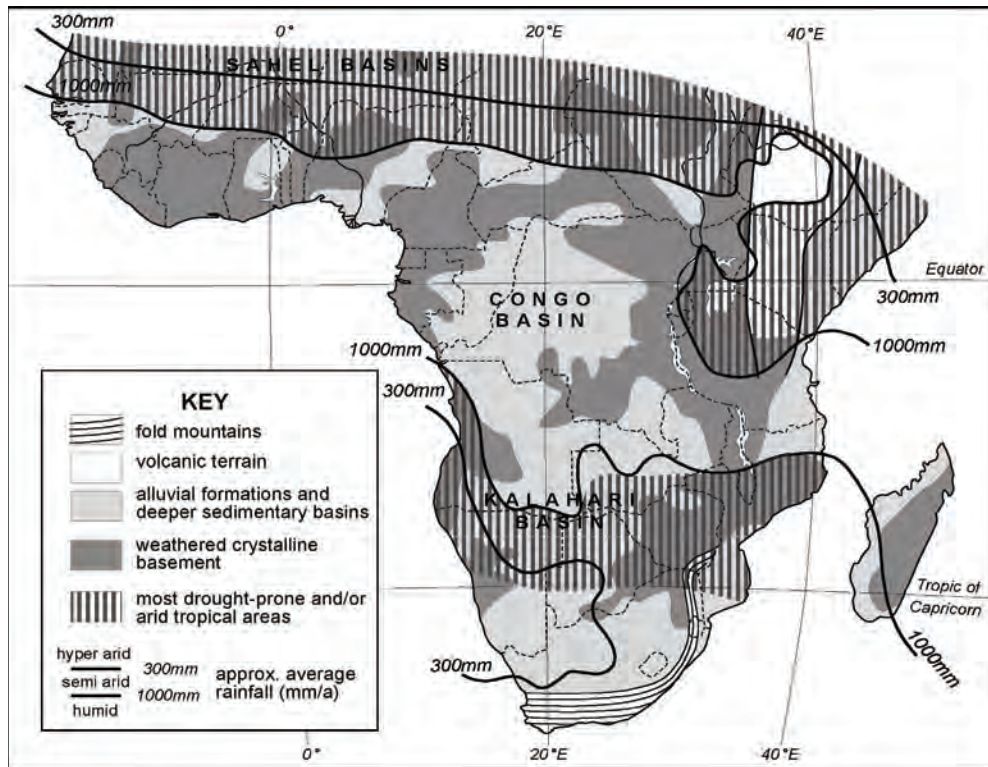 300mm
0°
20°E
40°E
SAHEL BASINS
1000mm
Equator
300mm
CONGO
BASIN
1000mm
1000mm
300mm
KEY
fold mountains
volcanic terrain
alluvial formations and
deeper sedimentary basins
weathered crystalline
basement
most drought-prone and/or
arid tropical areas
hyper arid
300mm
semi arid
1000mm
humid
approx. average
rainfall (mm/a)
KALAHARI
BASIN
Tropic of
Capricorn
300mm
1000mm
0°
20°E
40°E